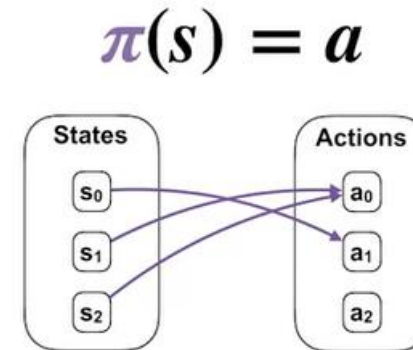 π(s) = a
States Actions
s₀ a₀
s₁ a₁
s₂ a₂